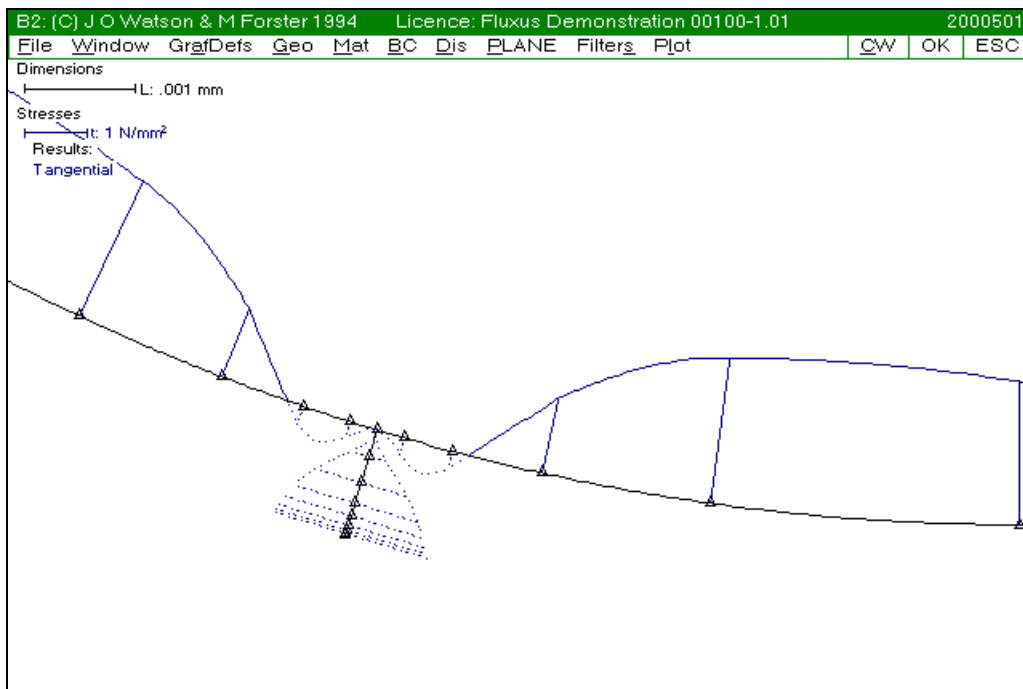 B2: (C) J O Watson & M Forster 1994 Licence: Fluxus Demonstration 00100-1.01 2000501
File Window GrafDefs Geo Mat BC Dis PLANE Filters Plot CW OK ESC
Dimensions
L: .001 mm
Stresses
t: 1 N/mm²
Results:
Tangential